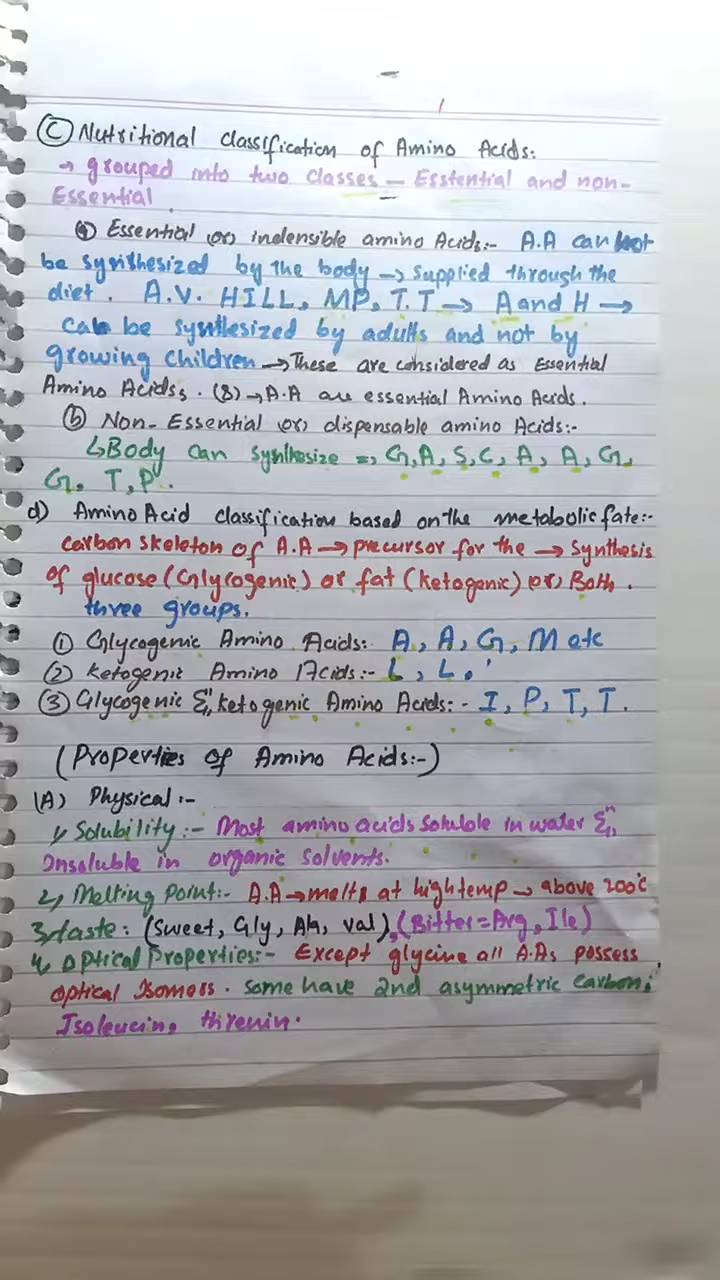 (C) Nutritional classification of Amino Acids:
→ grouped into two classes — Esstential and non-
Essential
(a) Essential (or) indensible amino Acids:- A.A can not
be synthesized by the body → supplied through the
diet. A.V. HILL, MP, T.T → A and H →
can be synthesized by adults and not by
growing children → These are considered as Essential
Amino Acids. (8) → A.A are essential Amino Acids.
(b) Non-Essential (or) dispensable amino Acids:-
↳ Body can synthesize =, G, A, S, C, A, A, G,
G, T, P.
d) Amino Acid classification based on the metabolic fate:-
carbon skeleton of A.A → precursor for the → synthesis
of glucose (Glycogenic) or fat (ketogenic) or) Both.
three groups.
(1) Glycogenic Amino Acids: A, A, G, M etc
(2) ketogenic Amino Acids:- L, L.
(3) Glycogenic & ketogenic Amino Acids:- I, P, T, T.
(Properties of Amino Acids:-)
(A) Physical:-
1) Solubility:- Most amino acids soluble in water &
Insoluble in organic solvents.
2) Melting Point:- A.A → melts at high temp → above 200°c
3) taste: (Sweet, Gly, Ala, Val), (Bitter = Arg, Ile)
4) Optical Properties:- Except glycine all A.As possess
optical Isomers. some have 2nd asymmetric carbon:
Isoleucine, threnin.